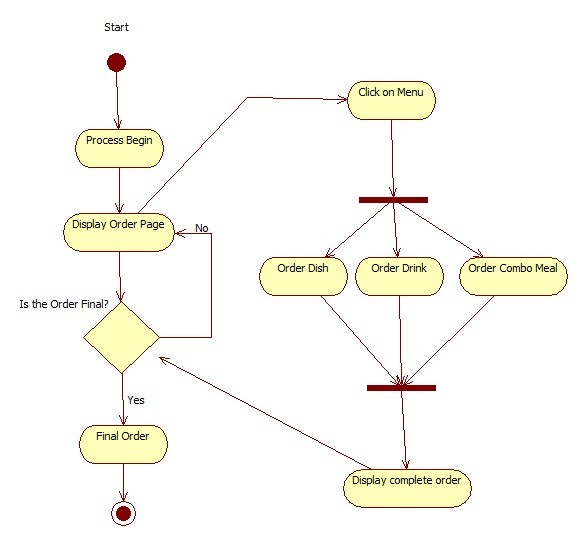 Start
Click on Menu
Process Begin
Display Order Page
No
Order Dish
Order Drink
Order Combo Meal
Is the Order Final?
Yes
Final Order
Display complete order